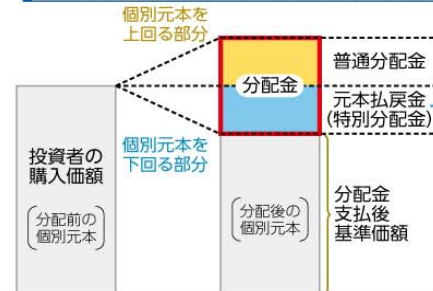 個別元本を
上回る部分
普通分配金
分配金
元本払戻金
(特別分配金)
個別元本を
下回る部分
投資者の
購入価額
分配前の
個別元本
分配後の
個別元本
分配金
支払後
基準価額